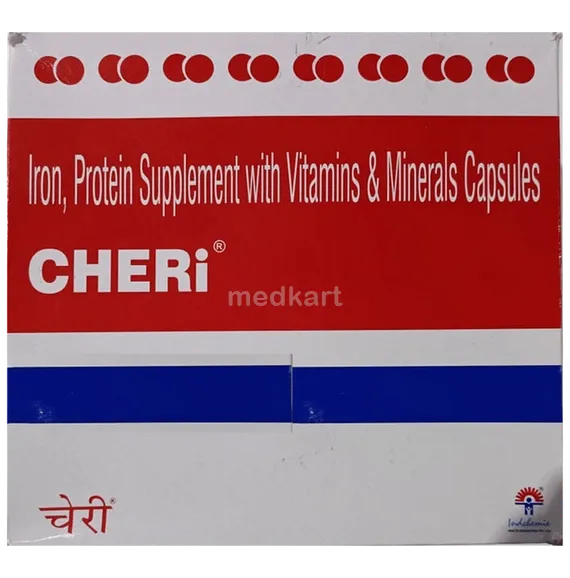 Iron, Protein Supplement with Vitamins & Minerals Capsules
CHERi®
medkart
चेरी®
Indchemie